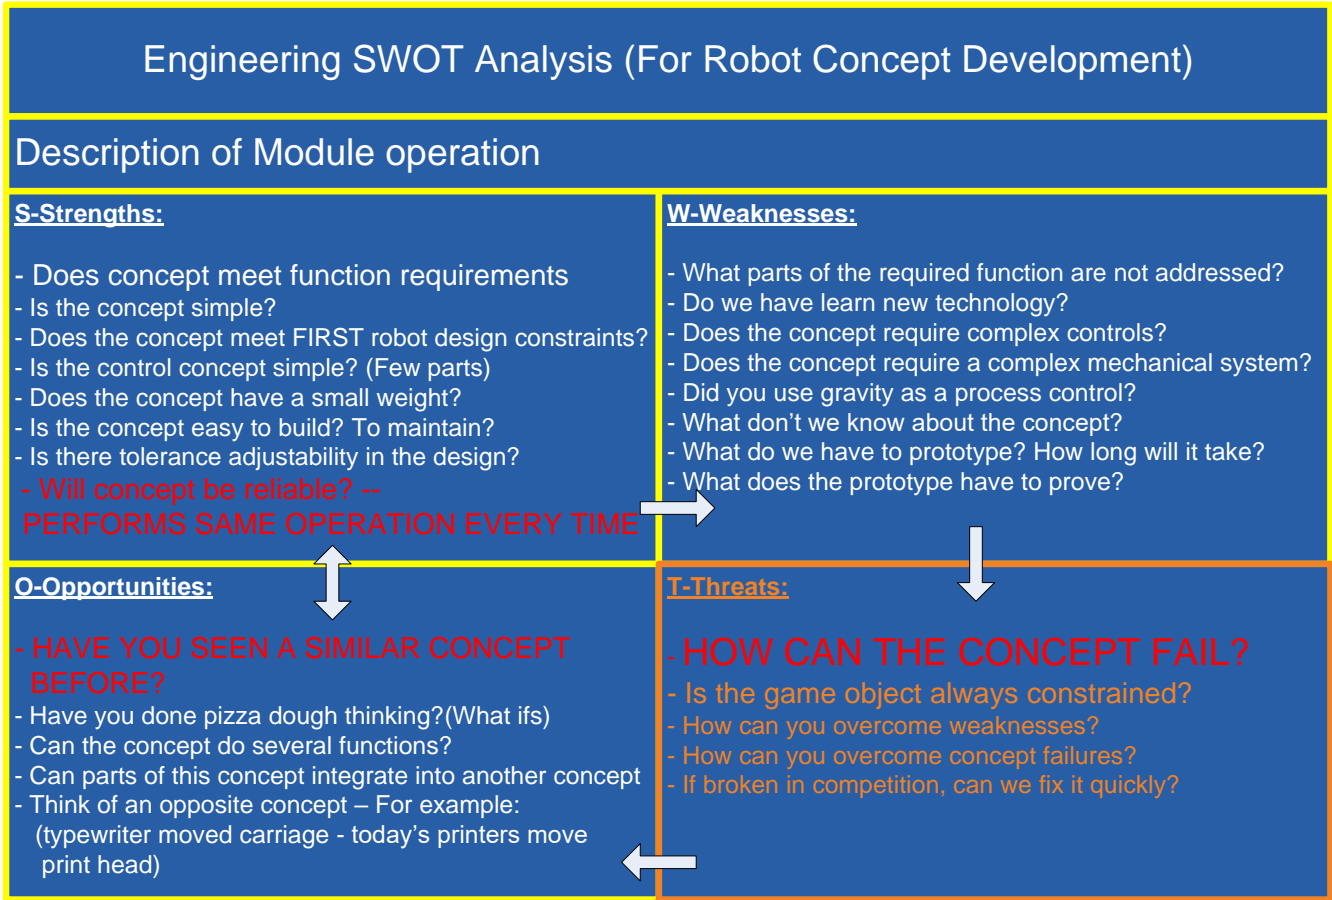 Engineering SWOT Analysis (For Robot Concept Development)
Description of Module operation
S-Strengths:
- Does concept meet function requirements
- Is the concept simple?
- Does the concept meet FIRST robot design constraints?
- Is the control concept simple? (Few parts)
- Does the concept have a small weight?
- Is the concept easy to build? To maintain?
- Is there tolerance adjustability in the design?
- Will concept be reliable? --
PERFORMS SAME OPERATION EVERY TIME
W-Weaknesses:
- What parts of the required function are not addressed?
- Do we have learn new technology?
- Does the concept require complex controls?
- Does the concept require a complex mechanical system?
- Did you use gravity as a process control?
- What don’t we know about the concept?
- What do we have to prototype? How long will it take?
- What does the prototype have to prove?
O-Opportunities:
- HAVE YOU SEEN A SIMILAR CONCEPT
BEFORE?
- Have you done pizza dough thinking?(What ifs)
- Can the concept do several functions?
- Can parts of this concept integrate into another concept
- Think of an opposite concept – For example:
(typewriter moved carriage - today’s printers move
print head)
T-Threats:
- HOW CAN THE CONCEPT FAIL?
- Is the game object always constrained?
- How can you overcome weaknesses?
- How can you overcome concept failures?
- If broken in competition, can we fix it quickly?